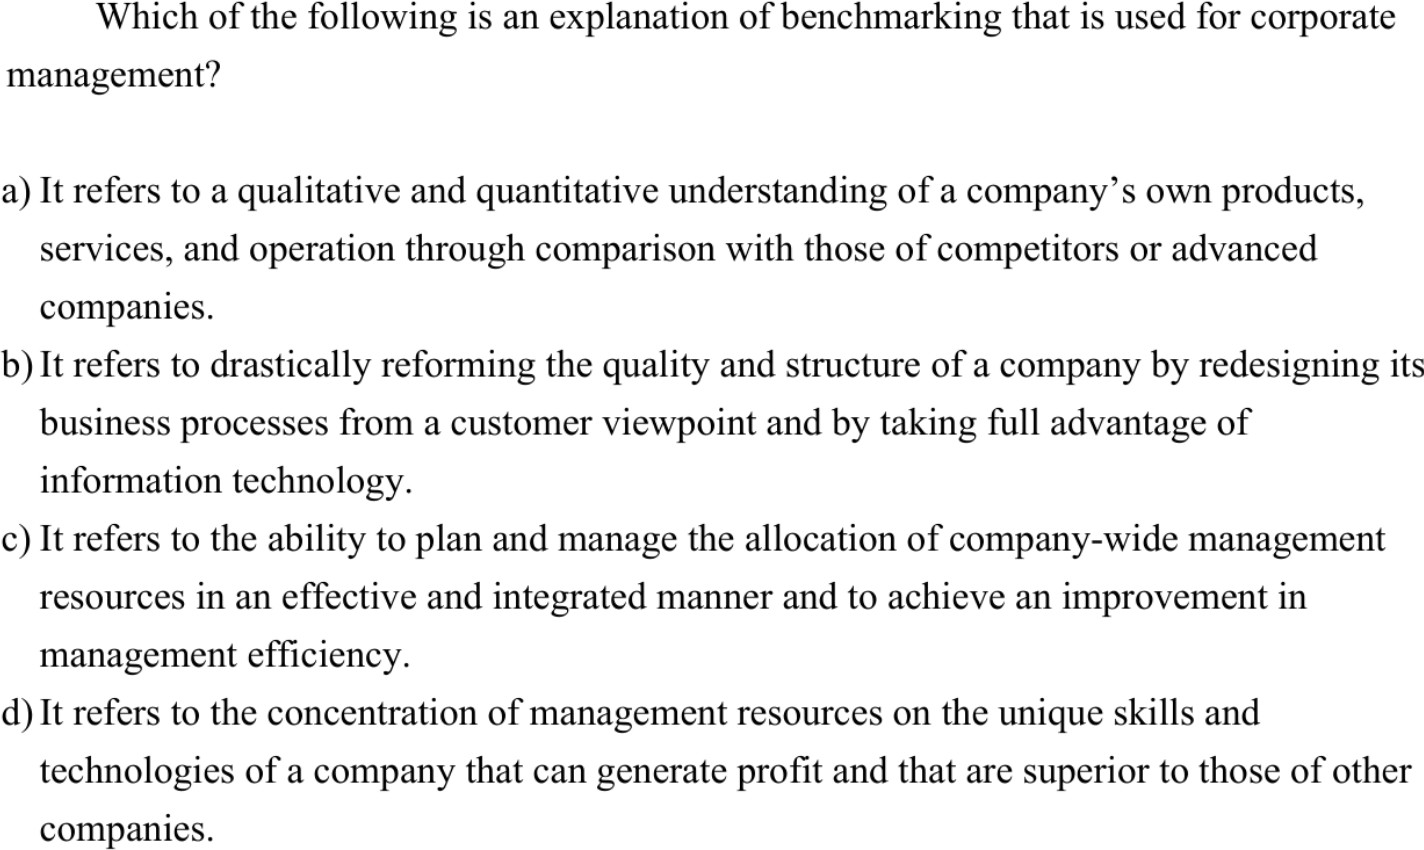 Which of the following is an explanation of benchmarking that is used for corporate
management?
a) It refers to a qualitative and quantitative understanding of a company’s own products,
services, and operation through comparison with those of competitors or advanced
companies.
b) It refers to drastically reforming the quality and structure of a company by redesigning its
business processes from a customer viewpoint and by taking full advantage of
information technology.
c) It refers to the ability to plan and manage the allocation of company-wide management
resources in an effective and integrated manner and to achieve an improvement in
management efficiency.
d) It refers to the concentration of management resources on the unique skills and
technologies of a company that can generate profit and that are superior to those of other
companies.